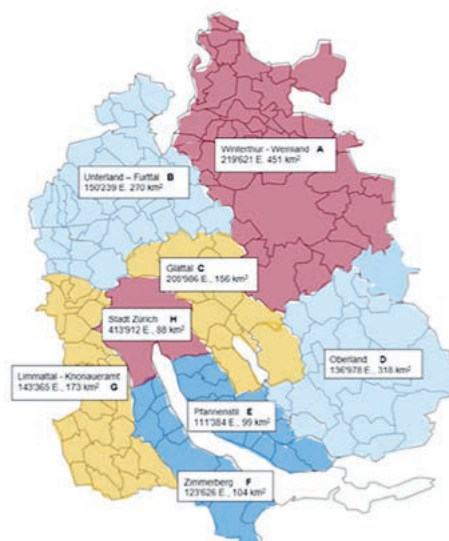 Winterthur - Weinland A
219'621 E. 451 km²
Unterland – Furttal B
150'239 E. 270 km²
Glattal C
205'986 E., 156 km²
Stadt Zürich H
413'912 E., 88 km²
Oberland D
136'978 E., 318 km²
Limmattal - Knonaueramt
143'365 E., 173 km² G
Pfannenstil E
111'384 E., 99 km²
Zimmerberg F
123'626 E., 104 km²